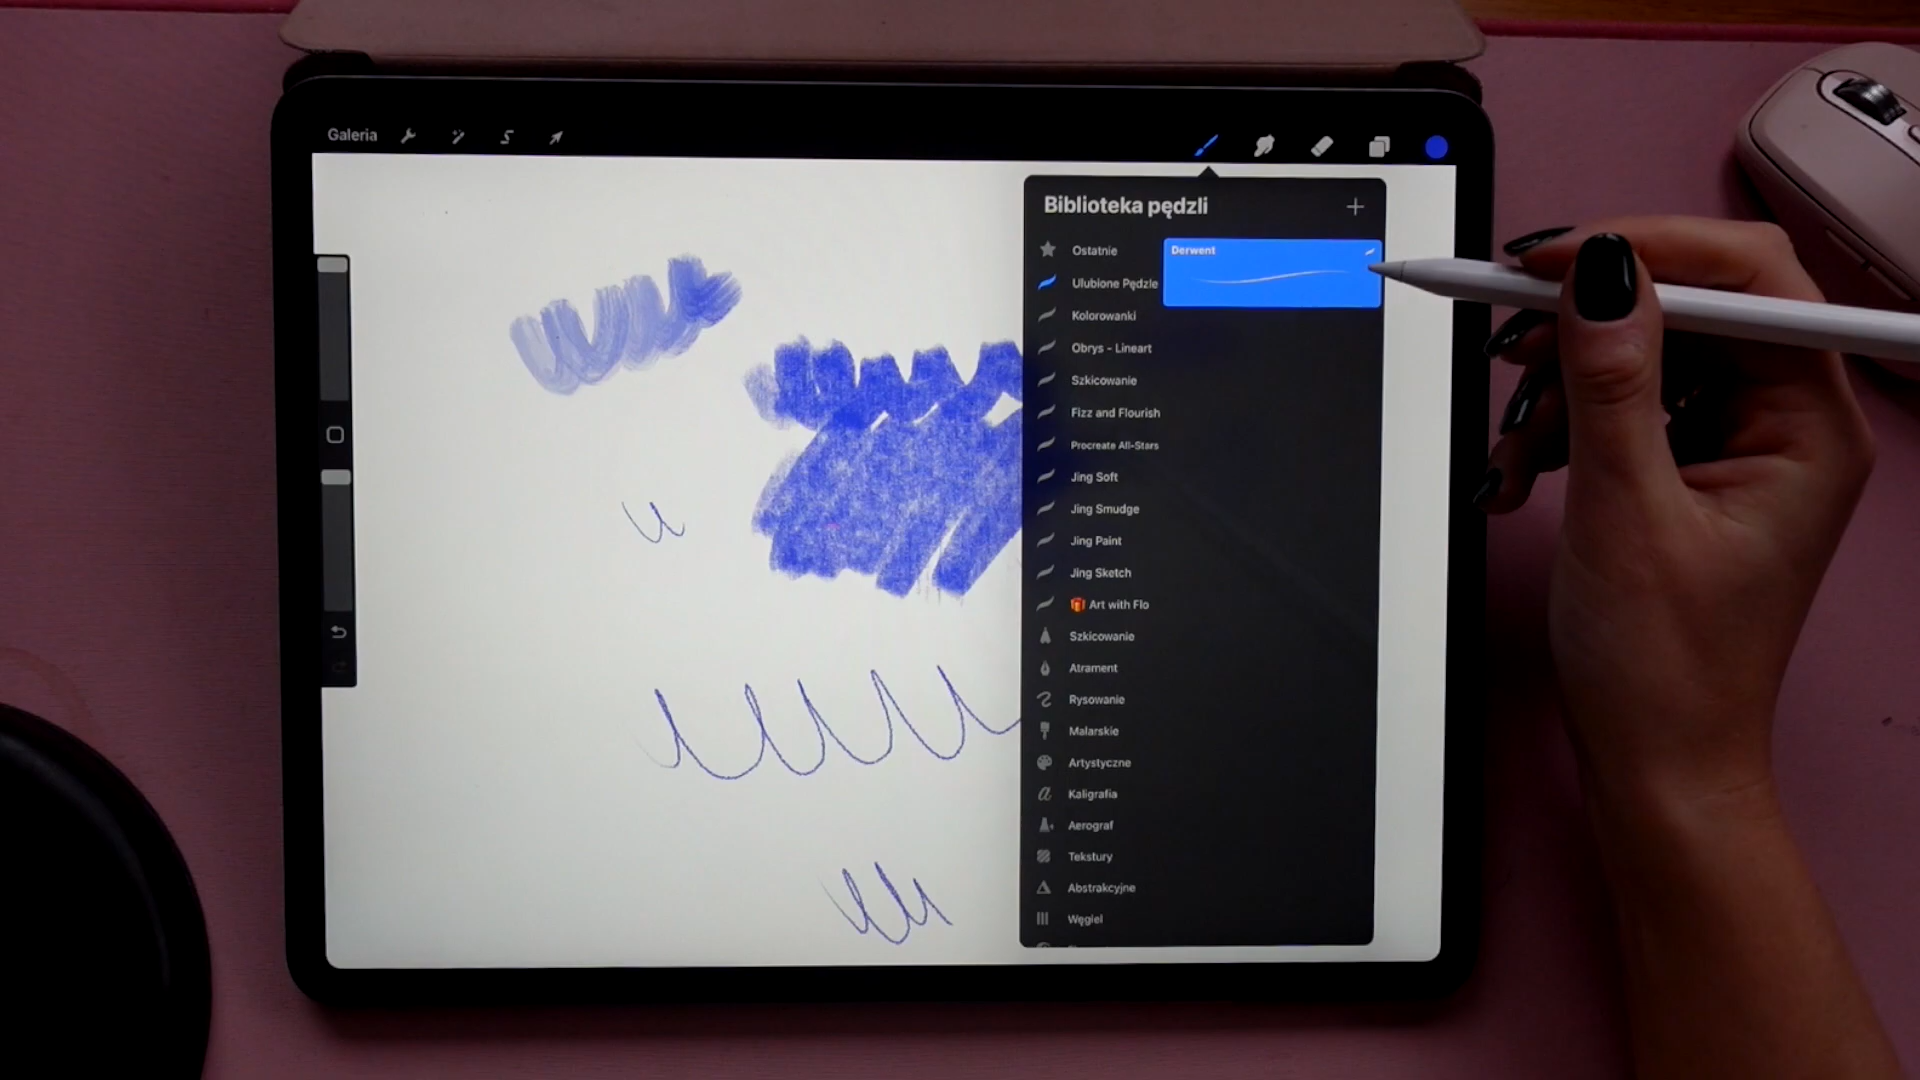 Galeria
Biblioteka pędzli
Ostatnie
Derwent
Ulubione Pędzle
Kolorowanki
Obrys - Lineart
Szkicowanie
Fizz and Flourish
Procreate All-Stars
Jing Soft
Jing Smudge
Jing Paint
Jing Sketch
🎁 Art with Flo
Szkicowanie
Atrament
Rysowanie
Malarskie
Artystyczne
Kaligrafia
Aerograf
Tekstury
Abstrakcyjne
Węgiel